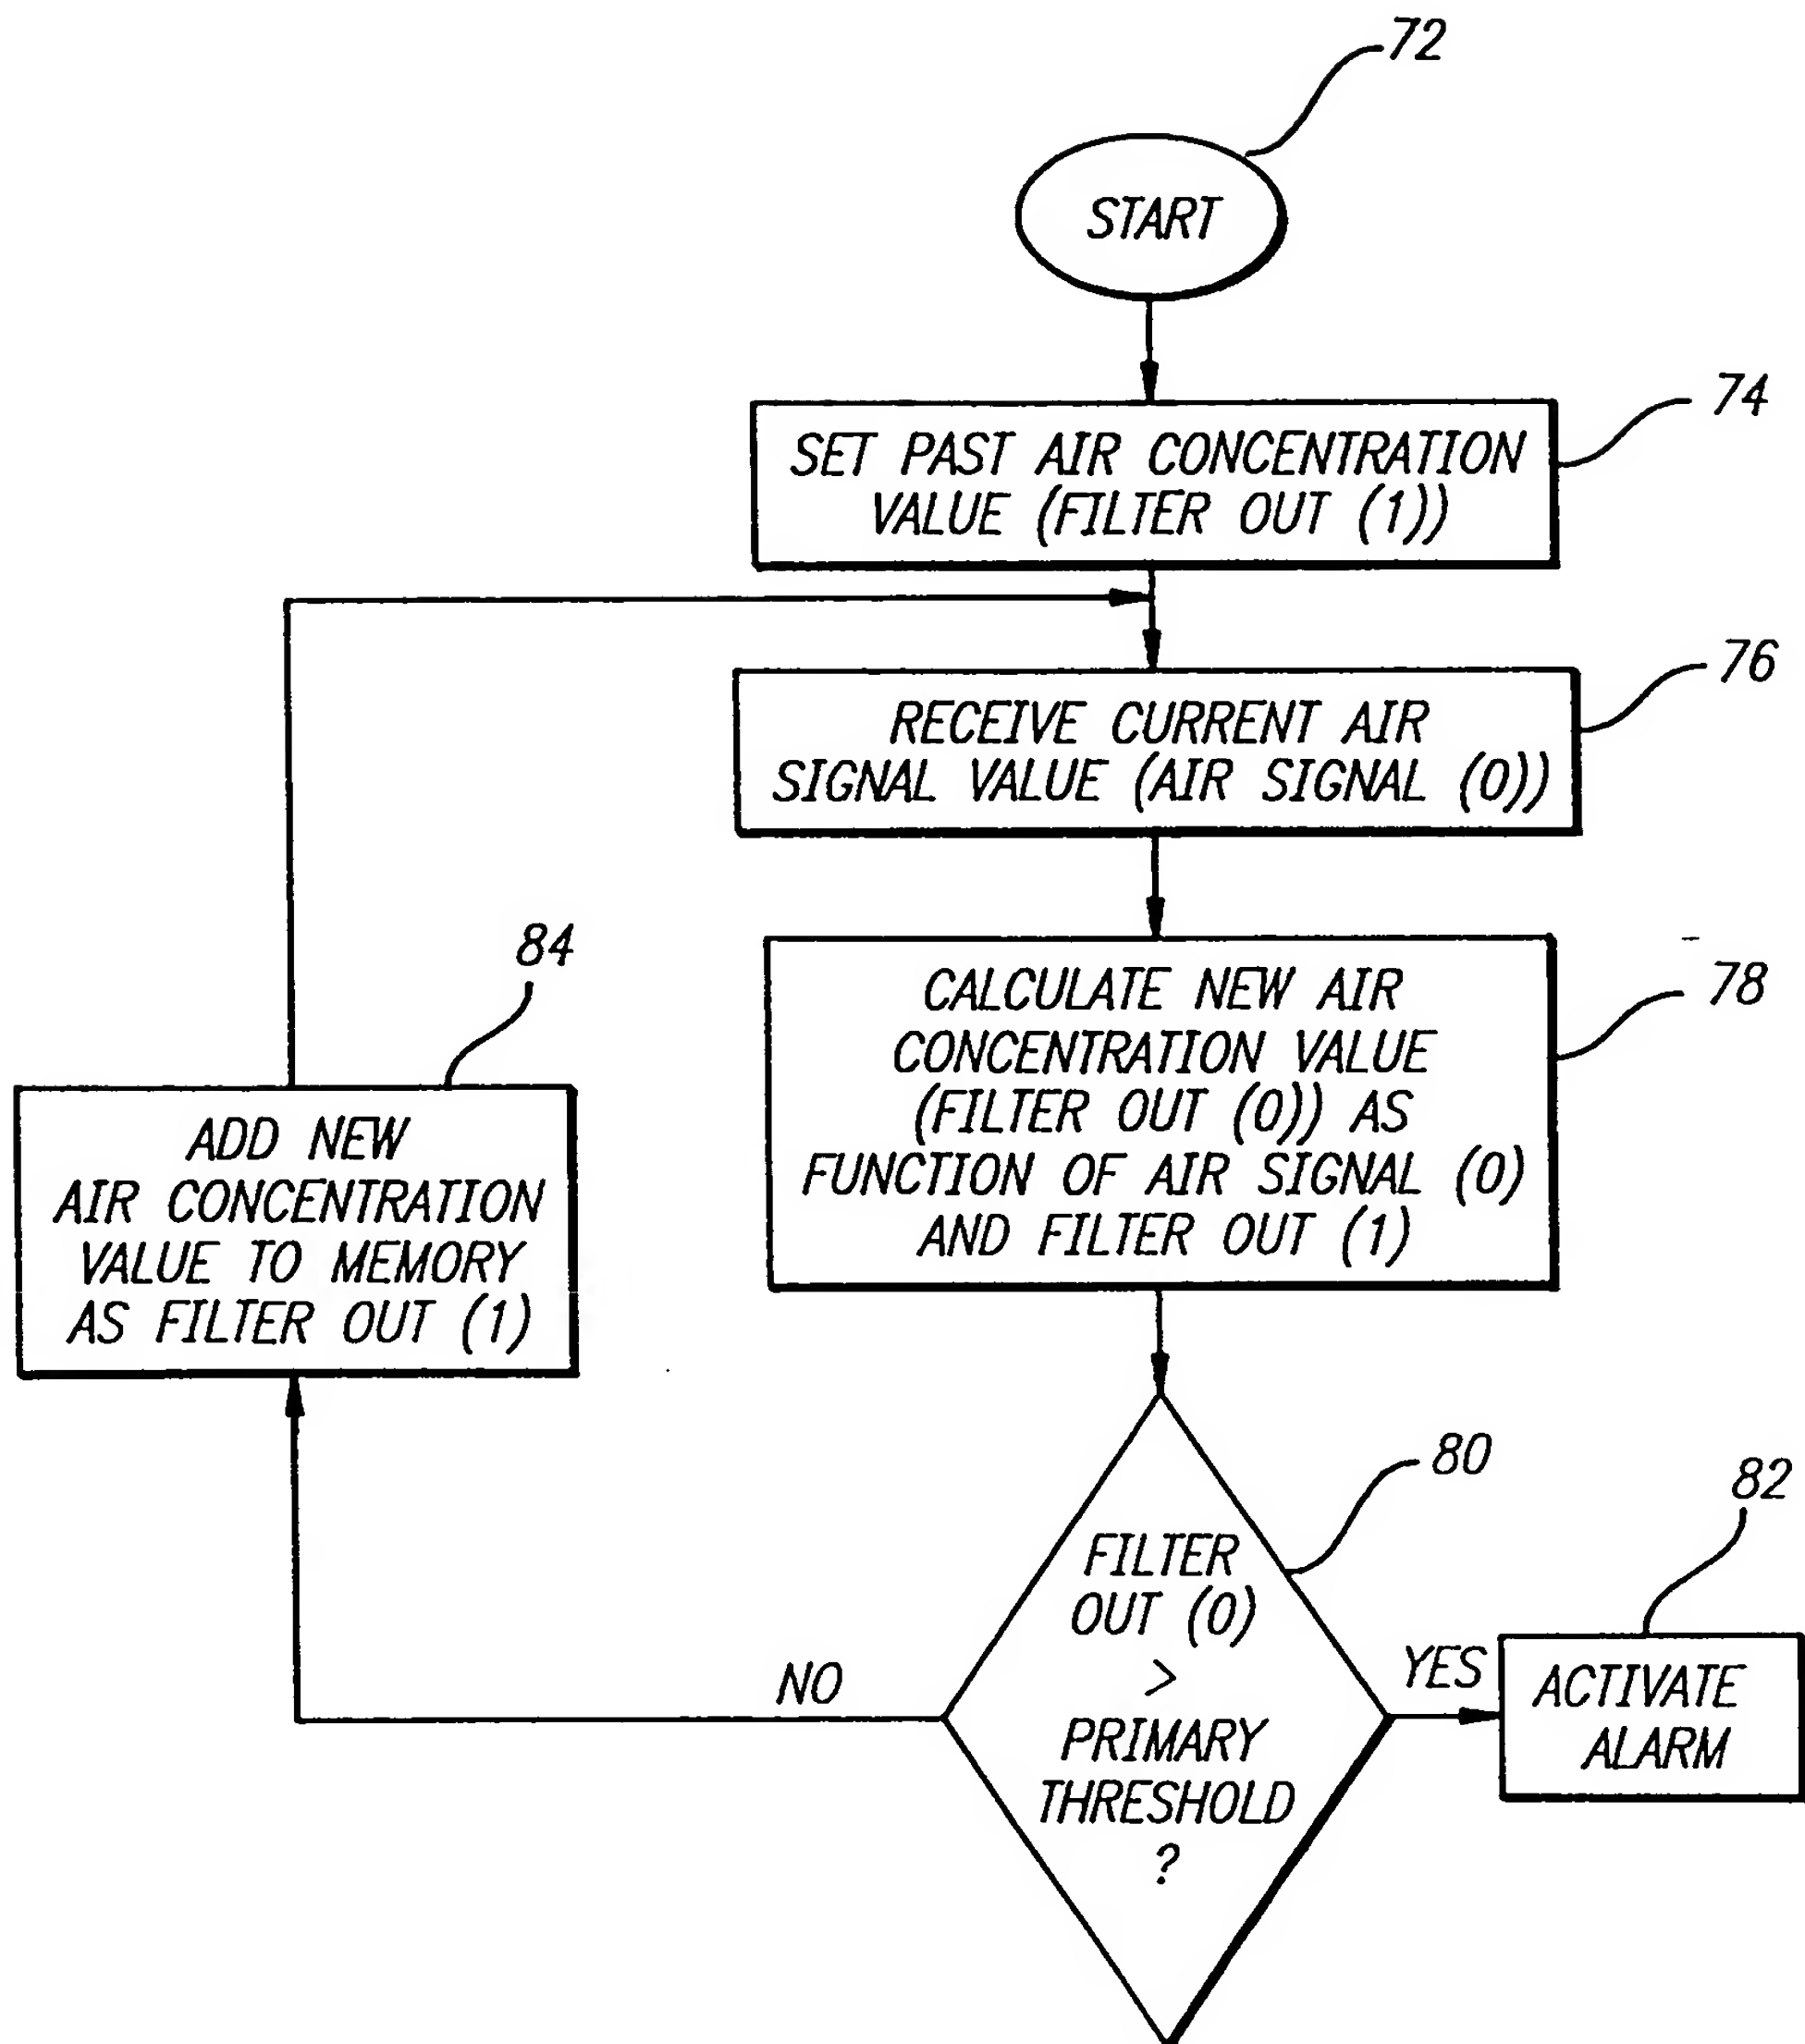 72
START
74
SET PAST AIR CONCENTRATION
VALUE (FILTER OUT (1))
76
RECEIVE CURRENT AIR
SIGNAL VALUE (AIR SIGNAL (0))
84
78
CALCULATE NEW AIR
CONCENTRATION VALUE
(FILTER OUT (0)) AS
FUNCTION OF AIR SIGNAL (0)
AND FILTER OUT (1)
ADD NEW
AIR CONCENTRATION
VALUE TO MEMORY
AS FILTER OUT (1)
80
82
FILTER
OUT (0)
>
PRIMARY
THRESHOLD
?
NO
YES
ACTIVATE
ALARM